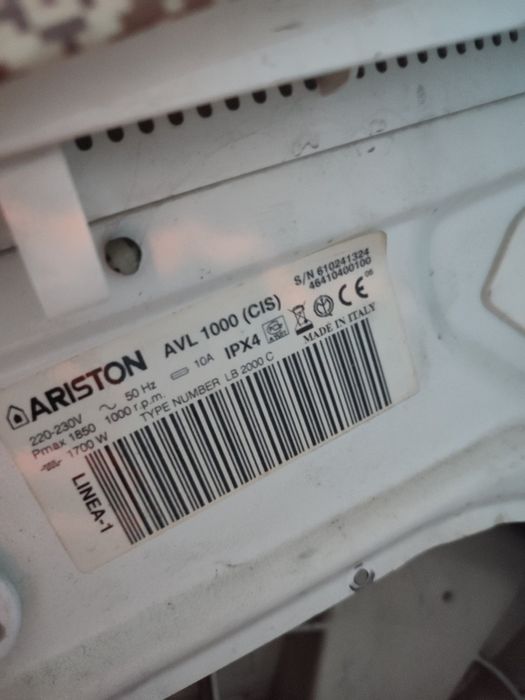 ARISTON AVL 1000 (CIS) S/N 610241324
46410400100
220-230V 50 Hz 10A IPX4
Pmax 1850 1000 r.p.m. MADE IN ITALY
1700 W TYPE NUMBER LB 2000 C
LINEA-1